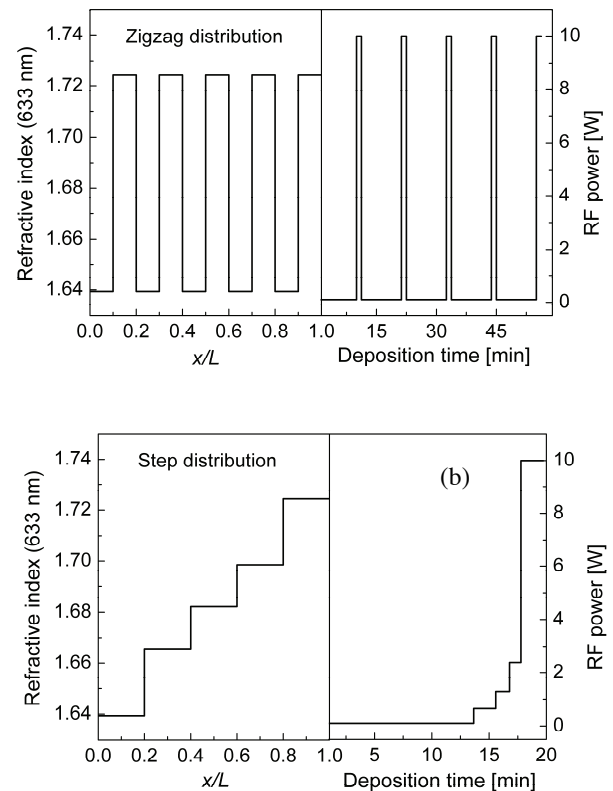 Zigzag distribution
Refractive index (633 nm)
1.74
1.72
1.70
1.68
1.66
1.64
0.0 0.2 0.4 0.6 0.8 1.0
x/L
10
8
6
4
2
0
RF power [W]
15 30 45
Deposition time [min]
Step distribution
(b)
Refractive index (633 nm)
1.74
1.72
1.70
1.68
1.66
1.64
0.0 0.2 0.4 0.6 0.8 1.0
x/L
10
8
6
4
2
0
RF power [W]
5 10 15 20
Deposition time [min]